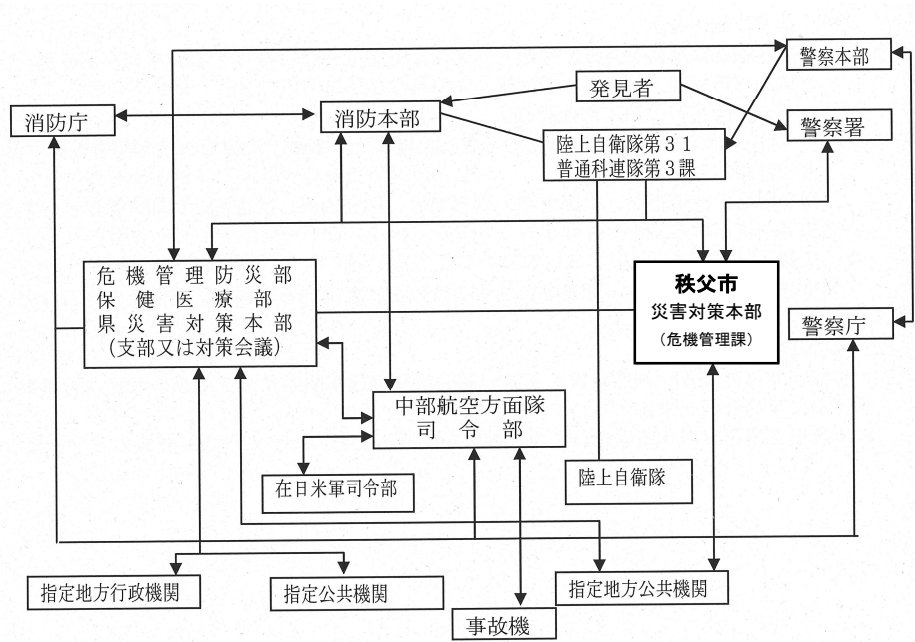 警察本部
発見者
消防庁
消防本部
警察署
陸上自衛隊第３１
普通科連隊第３課
危機管理防災部
保健医療部
県災害対策本部
（支部又は対策会議）
秩父市
災害対策本部
（危機管理課）
警察庁
中部航空方面隊
司令部
陸上自衛隊
在日米軍司令部
指定地方行政機関
指定公共機関
指定地方公共機関
事故機